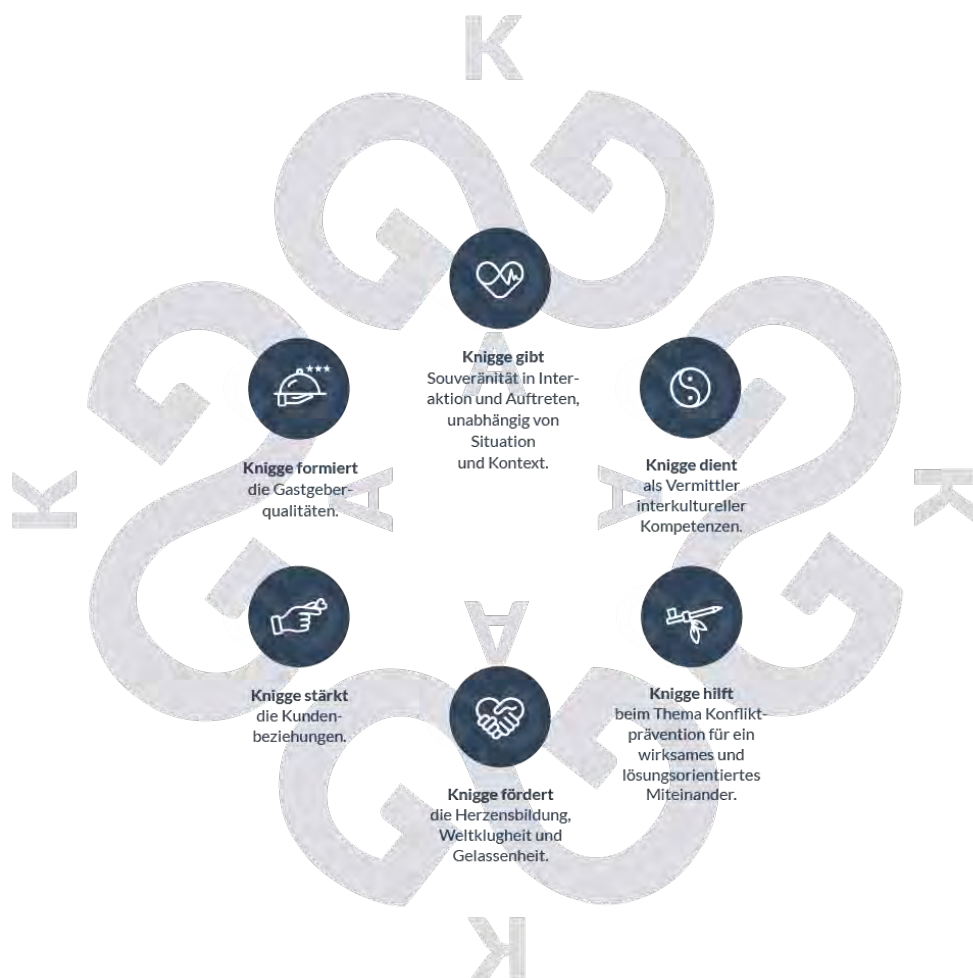 K
Knigge gibt
Souveränität in Inter-
aktion und Auftreten,
unabhängig von
Situation
und Kontext.
A
Knigge formiert
die Gastgeber-
qualitäten.
Knigge dient
als Vermittler
interkultureller
Kompetenzen.
K
A
A
K
Knigge stärkt
die Kunden-
beziehungen.
A
Knigge fördert
die Herzensbildung,
Weltklugheit und
Gelassenheit.
Knigge hilft
beim Thema Konflikt-
prävention für ein
wirksames und
lösungsorientiertes
Miteinander.
K